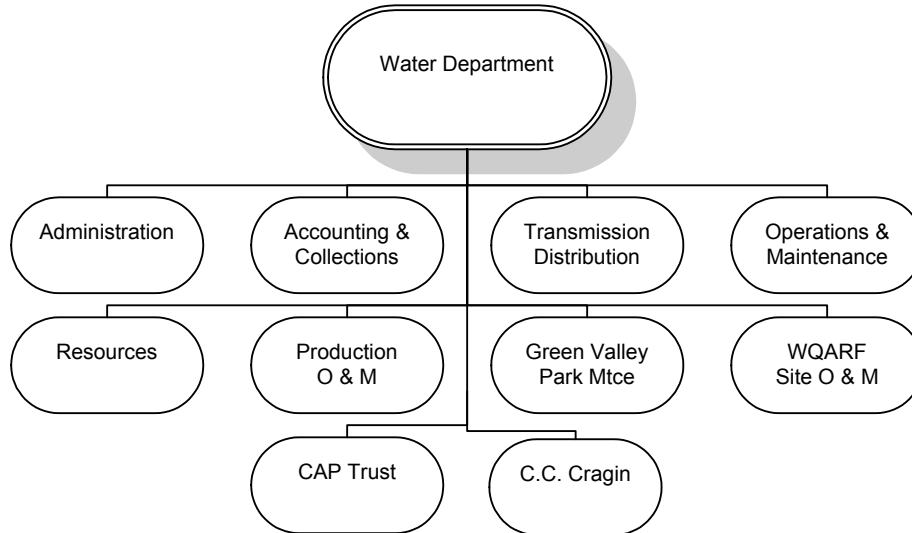 Water Department
Administration
Accounting &
Collections
Transmission
Distribution
Operations &
Maintenance
Resources
Production
O & M
Green Valley
Park Mtce
WQARF
Site O & M
CAP Trust
C.C. Cragin